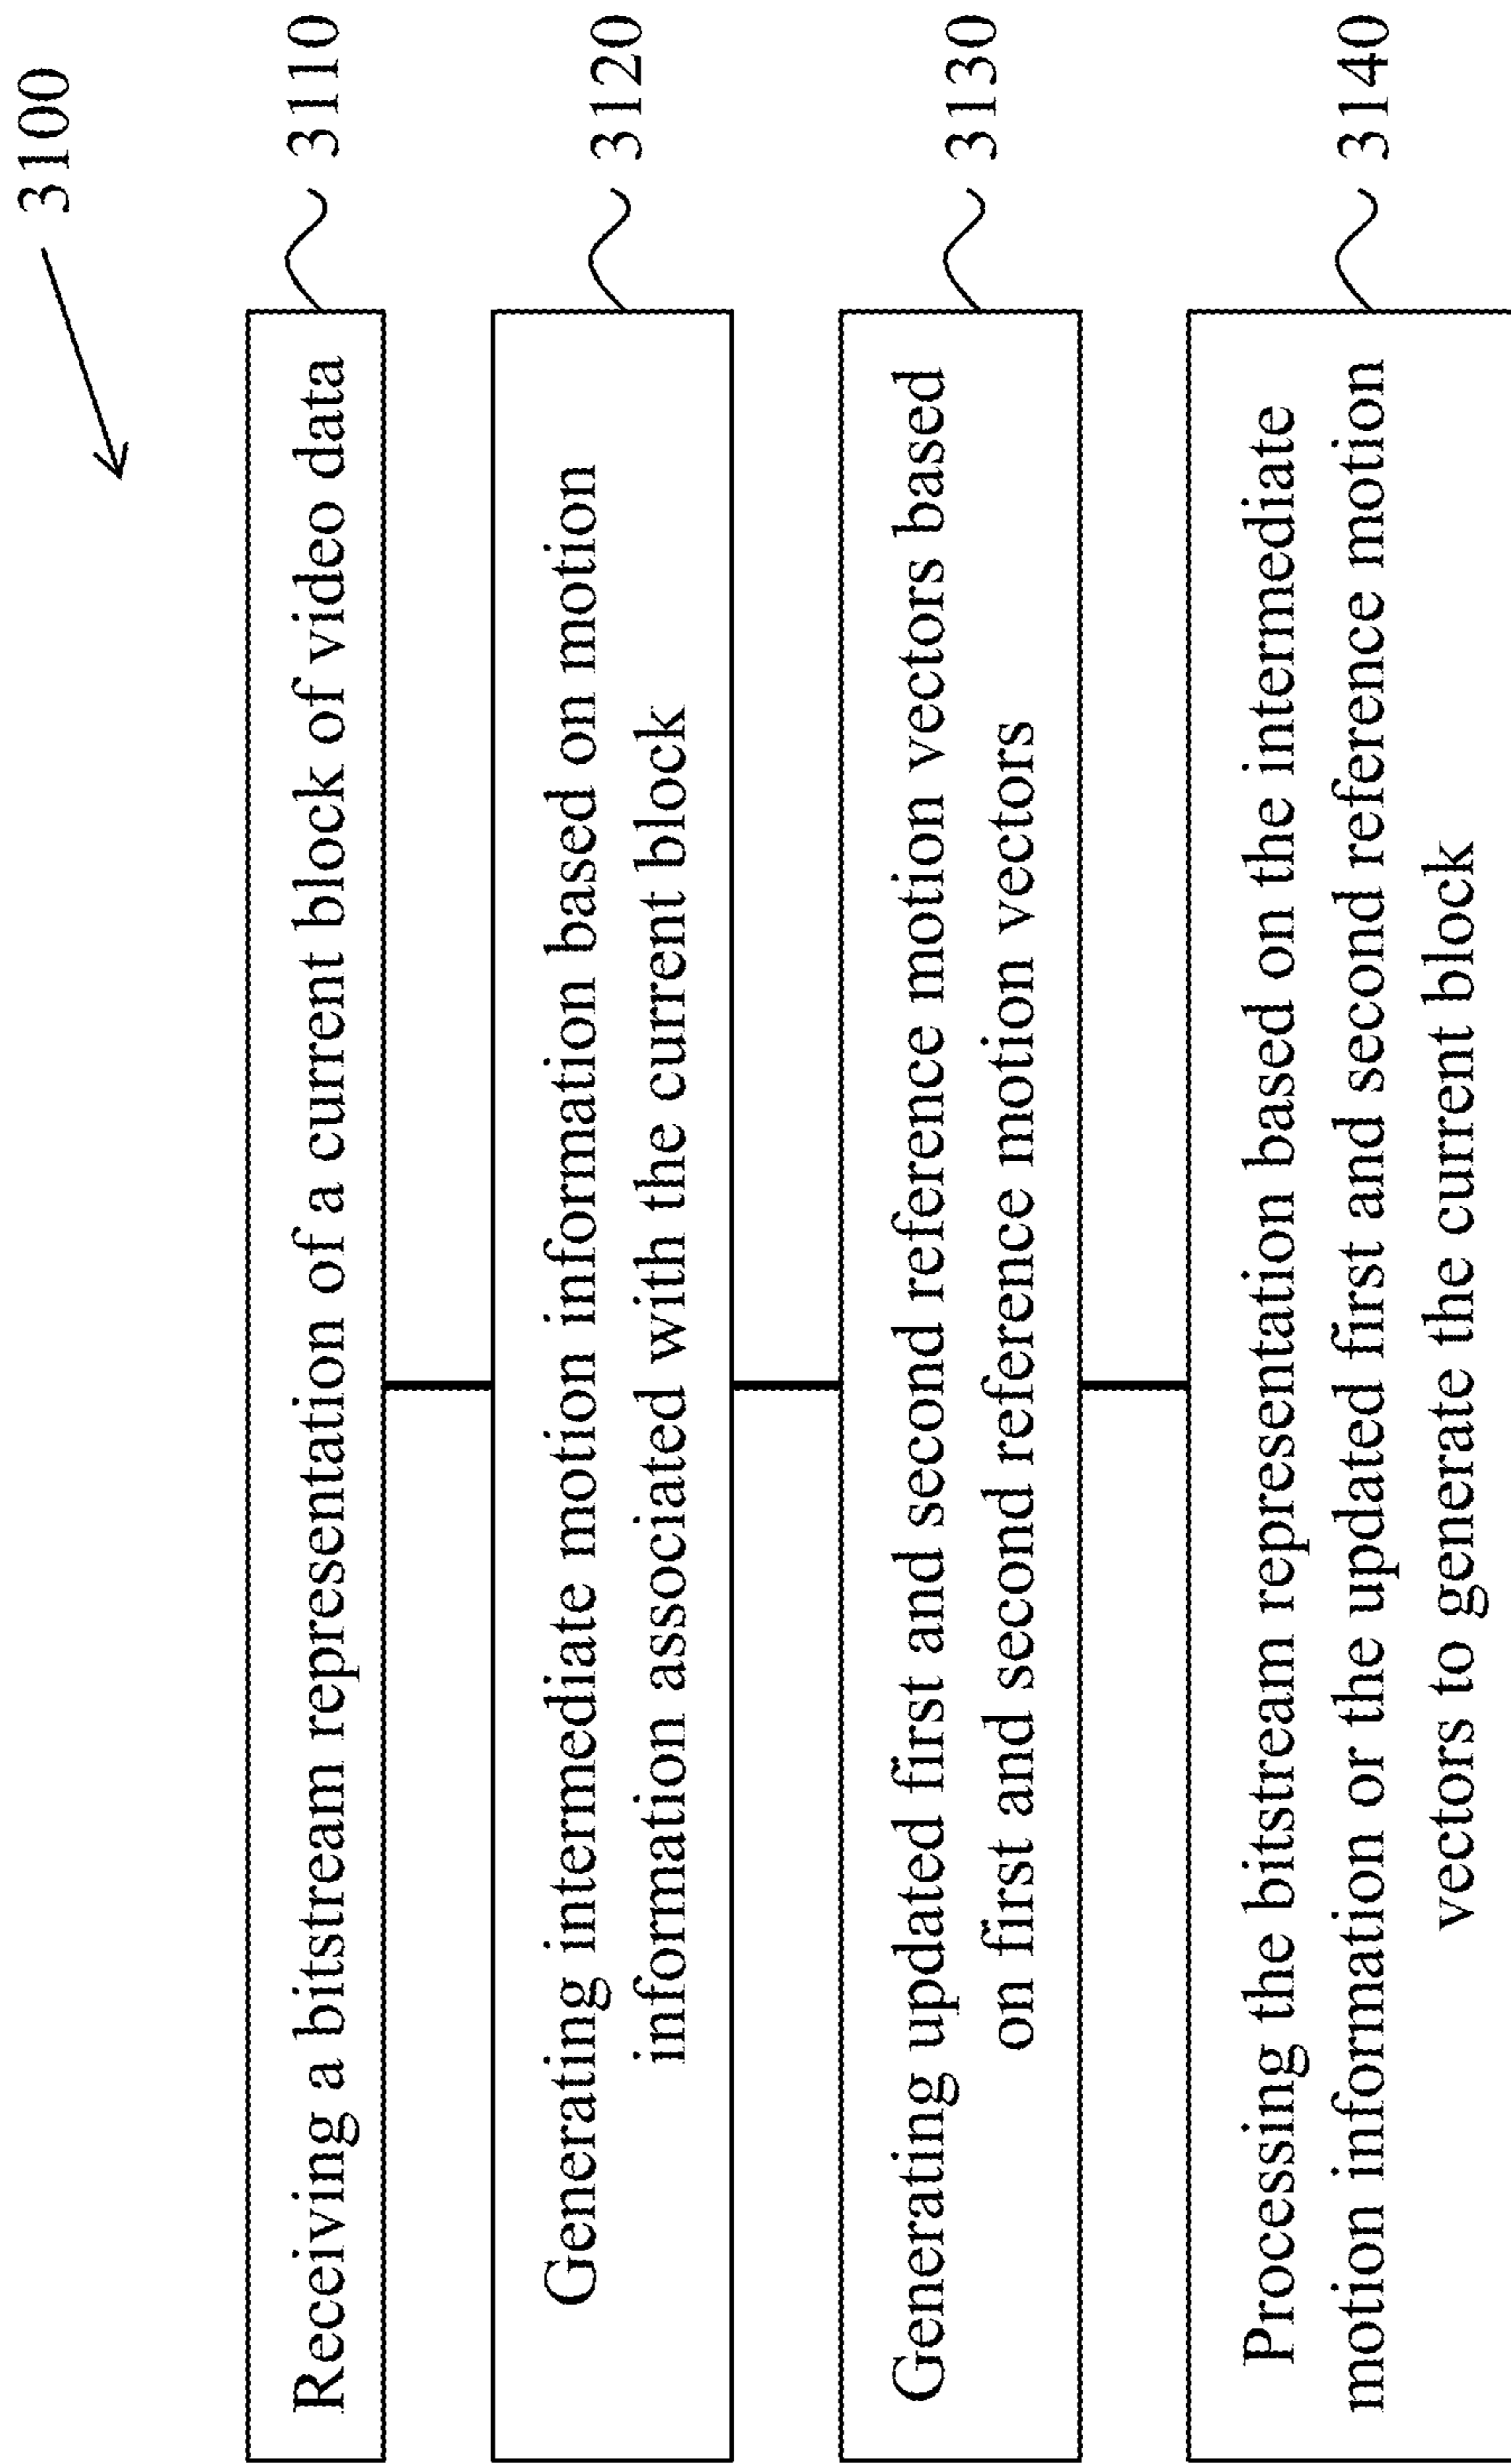 3100
Receiving a bitstream representation of a current block of video data
3110
Generating intermediate motion information based on motion
information associated with the current block
3120
Generating updated first and second reference motion vectors based
on first and second reference motion vectors
3130
Processing the bitstream representation based on the intermediate
motion information or the updated first and second reference motion
vectors to generate the current block
3140